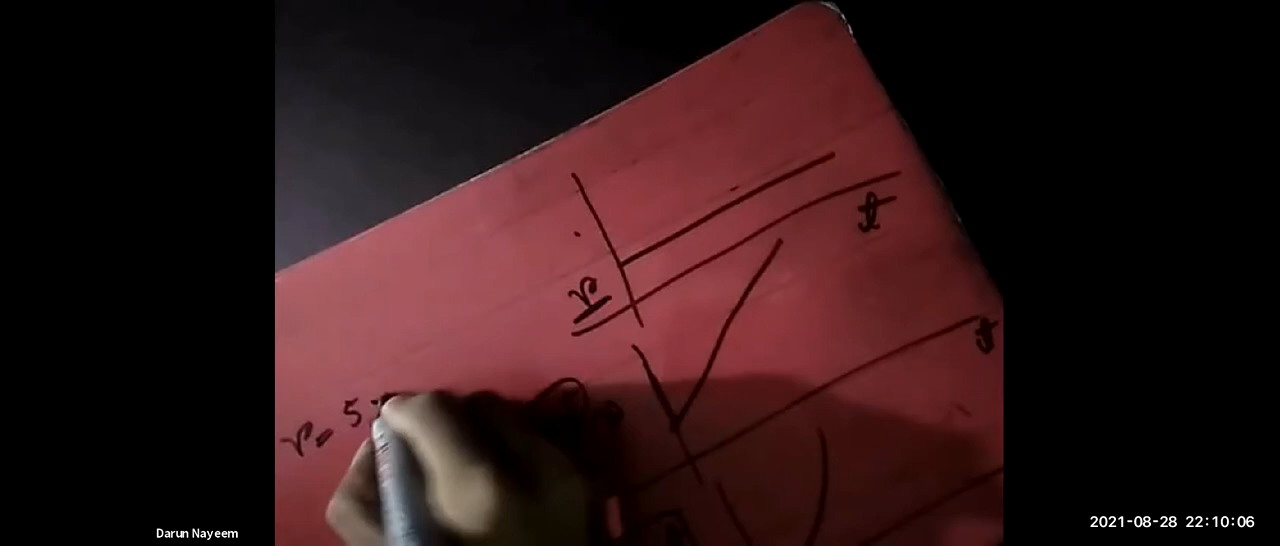 v
t
t
v = 5
Darun Nayeem
2021-08-28 22:10:06